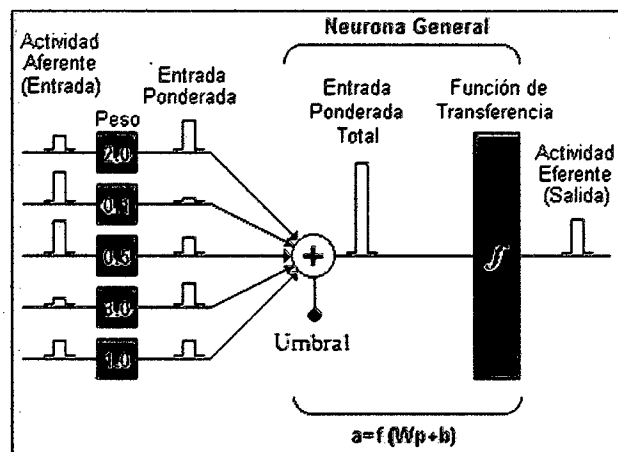 Neurona General
Actividad
Aferente
(Entrada)
Peso
Entrada
Ponderada
Entrada
Ponderada
Total
Función de
Transferencia
Actividad
Eferente
(Salida)
2.0
0.1
0.5
3.0
1.0
+
f
Umbral
a=f(Wp+b)